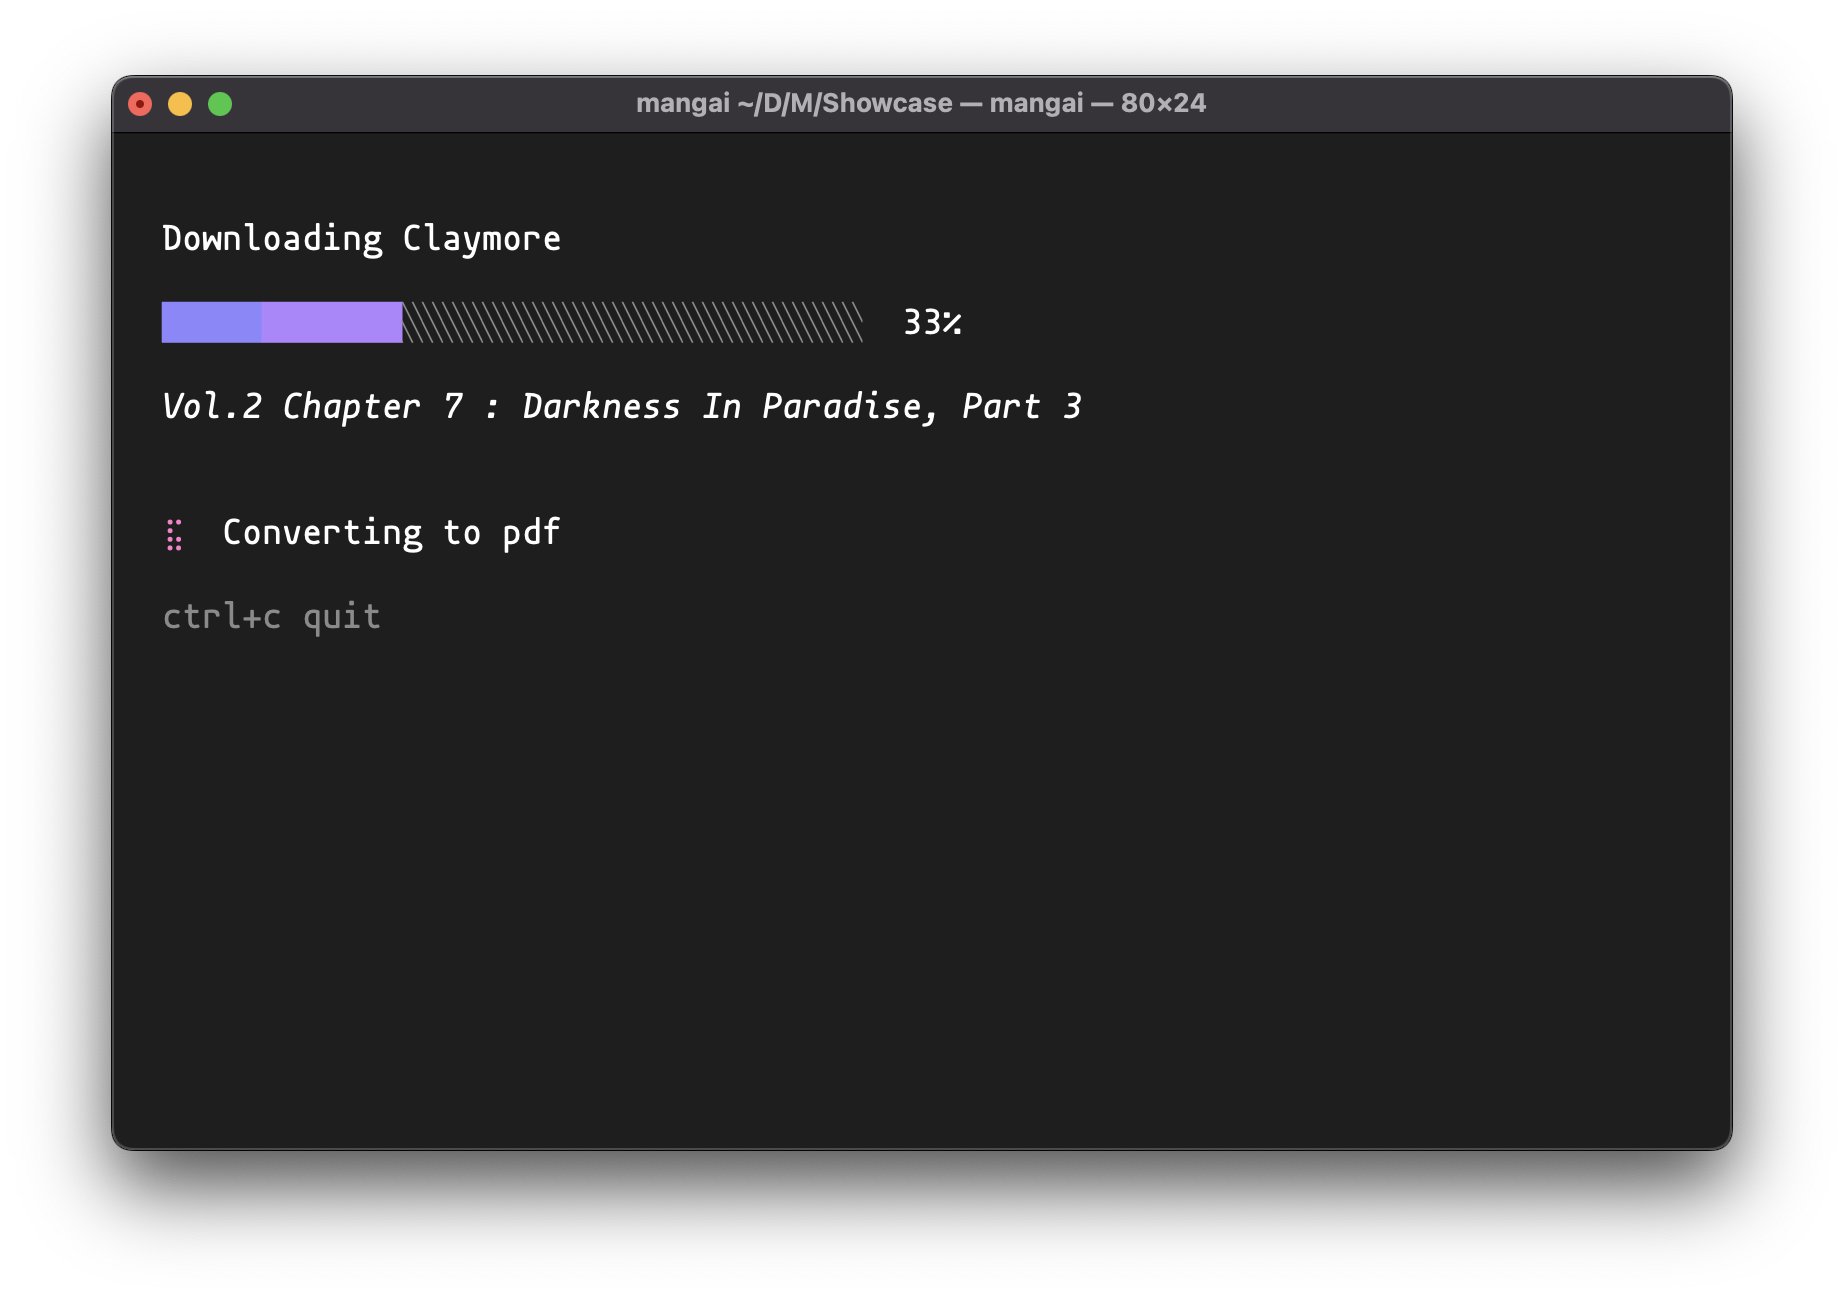 mangai ~/D/M/Showcase — mangai — 80×24
Downloading Claymore
33%
Vol.2 Chapter 7 : Darkness In Paradise, Part 3
⣏ Converting to pdf
ctrl+c quit